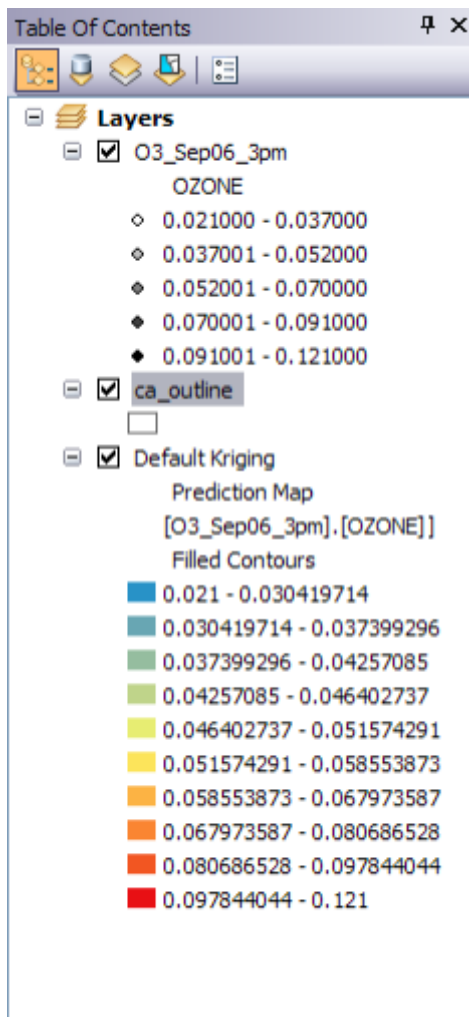 Table Of Contents
Layers
O3_Sep06_3pm
OZONE
0.021000 - 0.037000
0.037001 - 0.052000
0.052001 - 0.070000
0.070001 - 0.091000
0.091001 - 0.121000
ca_outline
Default Kriging
Prediction Map
[O3_Sep06_3pm].[OZONE]]
Filled Contours
0.021 - 0.030419714
0.030419714 - 0.037399296
0.037399296 - 0.04257085
0.04257085 - 0.046402737
0.046402737 - 0.051574291
0.051574291 - 0.058553873
0.058553873 - 0.067973587
0.067973587 - 0.080686528
0.080686528 - 0.097844044
0.097844044 - 0.121